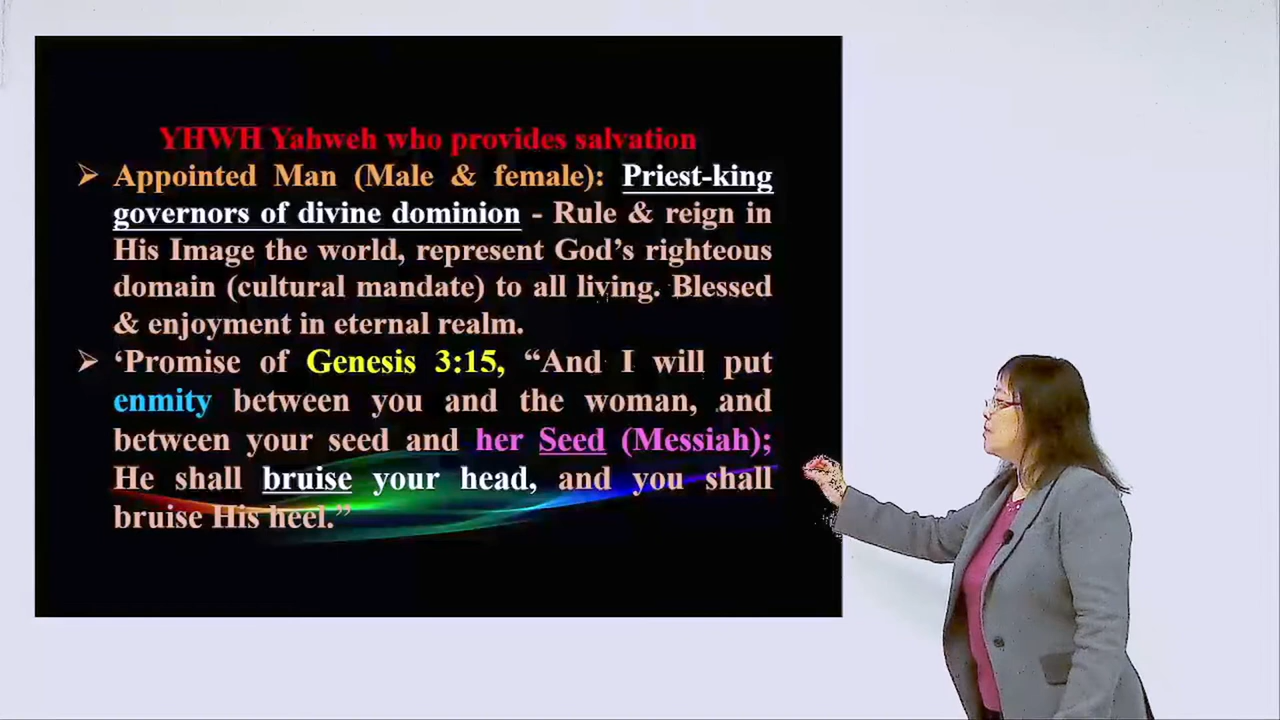 YHWH Yahweh who provides salvation
➢ Appointed Man (Male & female): Priest-king
governors of divine dominion - Rule & reign in
His Image the world, represent God’s righteous
domain (cultural mandate) to all living. Blessed
& enjoyment in eternal realm.
➢ ‘Promise of Genesis 3:15, “And I will put
enmity between you and the woman, and
between your seed and her Seed (Messiah);
He shall bruise your head, and you shall
bruise His heel.”